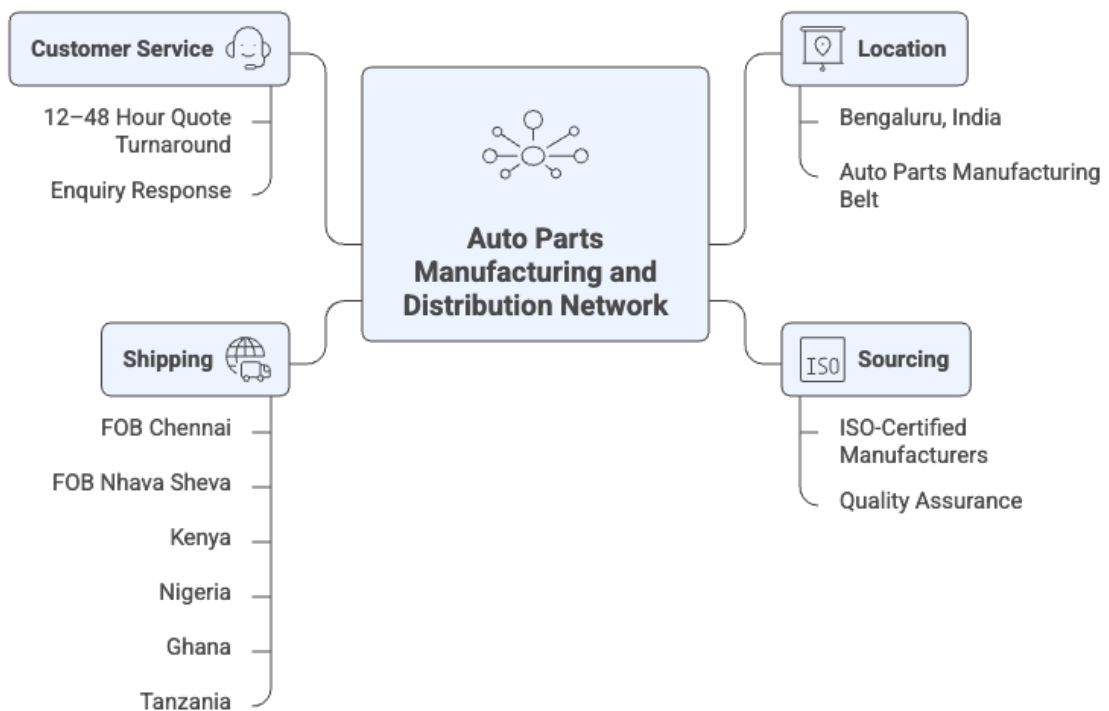 Customer Service
12–48 Hour Quote
Turnaround
Enquiry Response
Location
Bengaluru, India
Auto Parts Manufacturing
Belt
Auto Parts
Manufacturing and
Distribution Network
Shipping
FOB Chennai
FOB Nhava Sheva
Kenya
Nigeria
Ghana
Tanzania
ISO
Sourcing
ISO-Certified
Manufacturers
Quality Assurance